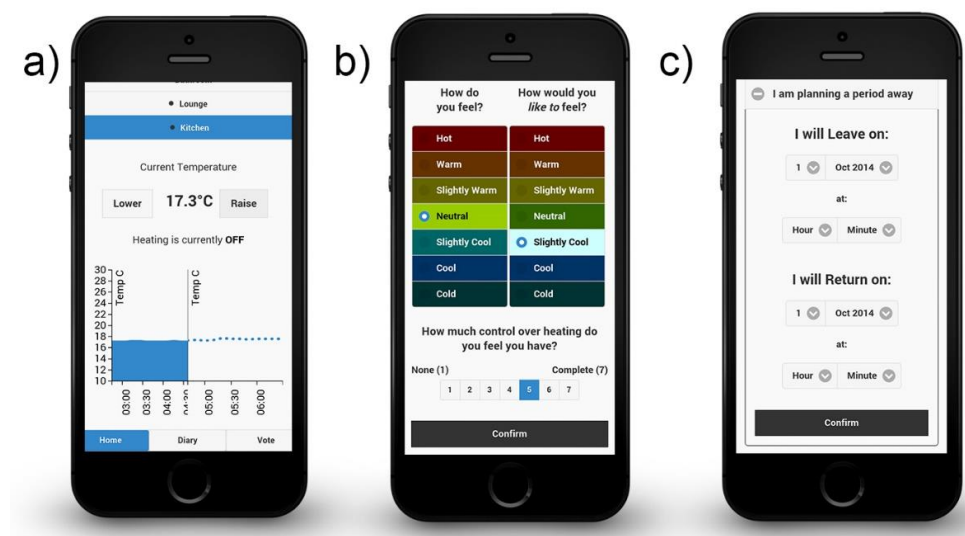 a)
Lounge
Kitchen
Current Temperature
Lower 17.3°C Raise
Heating is currently OFF
30
28
26
24
22
20
18
16
14
12
10
Temp C
Temp C
03:00
03:30
04:00
04:30
05:00
05:30
06:00
Home Diary Vote
b)
How do
you feel?
How would you
like to feel?
Hot Hot
Warm Warm
Slightly Warm Slightly Warm
Neutral Neutral
Slightly Cool Slightly Cool
Cool Cool
Cold Cold
How much control over heating do
you feel you have?
None (1) Complete (7)
1 2 3 4 5 6 7
Confirm
c)
I am planning a period away
I will Leave on:
1 Oct 2014
at:
Hour Minute
I will Return on:
1 Oct 2014
at:
Hour Minute
Confirm